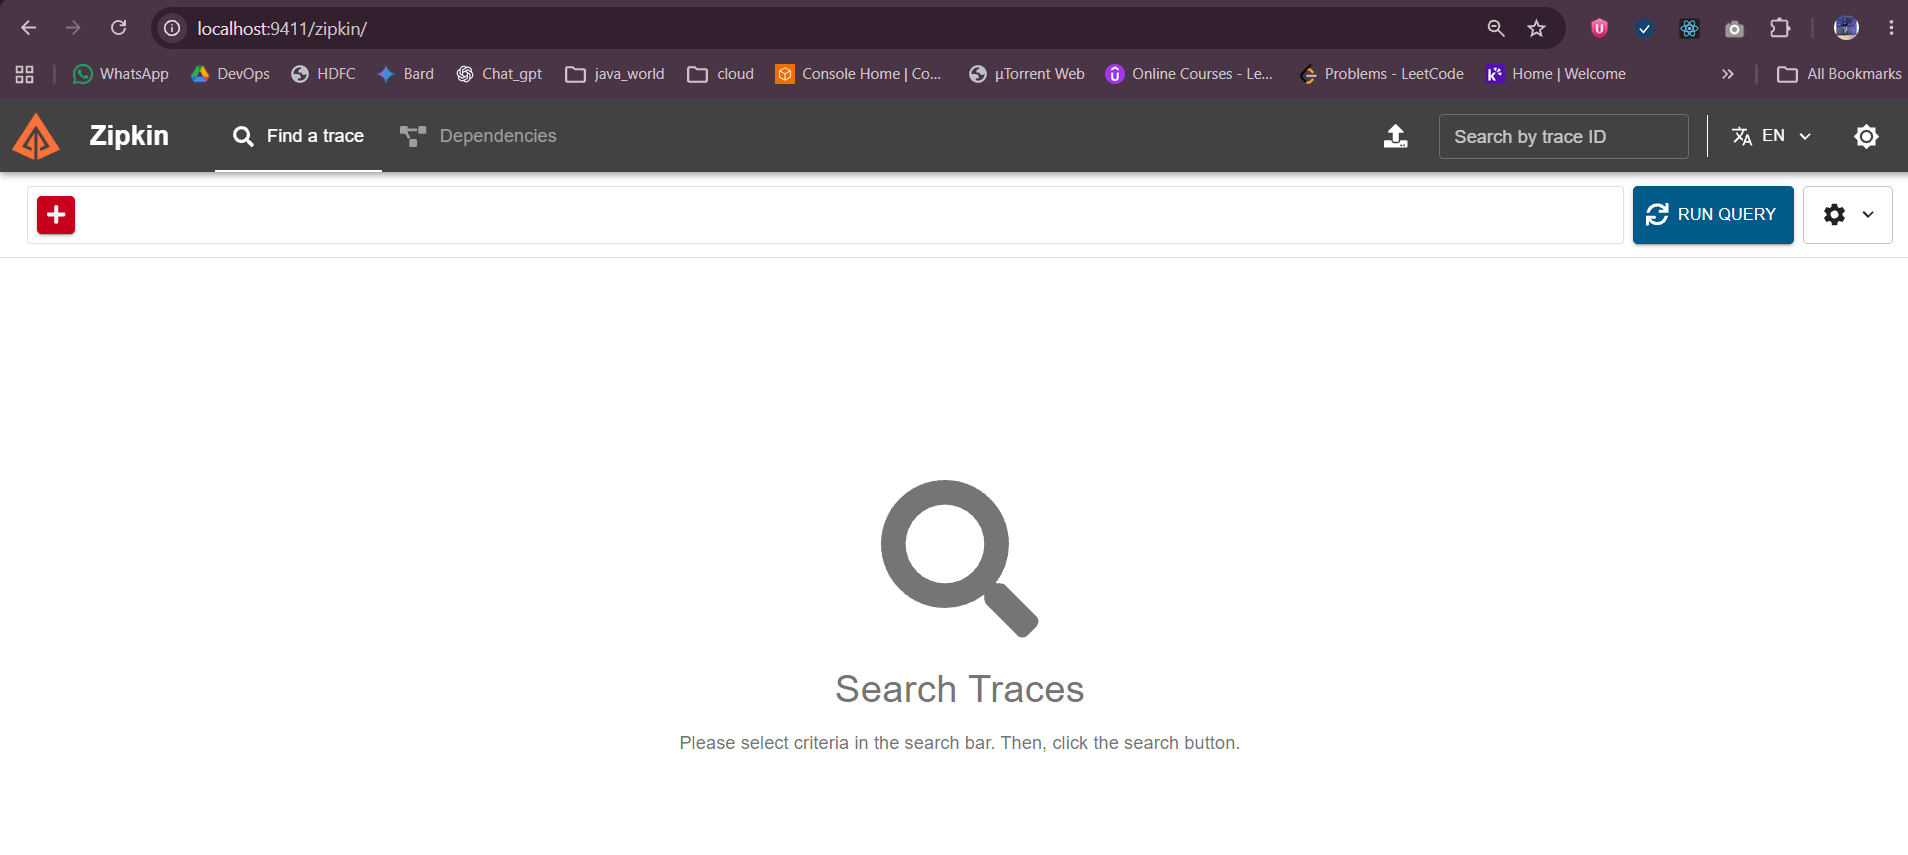 localhost:9411/zipkin/
WhatsApp DevOps HDFC Bard Chat_gpt java_world cloud Console Home | Co... µTorrent Web Online Courses - Le... Problems - LeetCode Home | Welcome All Bookmarks
Zipkin Find a trace Dependencies Search by trace ID EN
RUN QUERY
Search Traces
Please select criteria in the search bar. Then, click the search button.